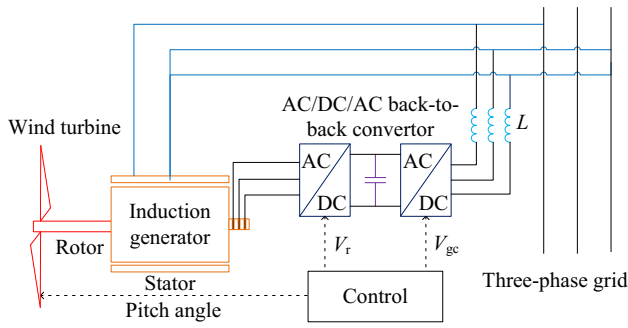 AC/DC/AC back-to-
back convertor
L
Wind turbine
AC
DC
AC
DC
Induction
generator
Rotor
Stator
Vr
Vgc
Three-phase grid
Control
Pitch angle